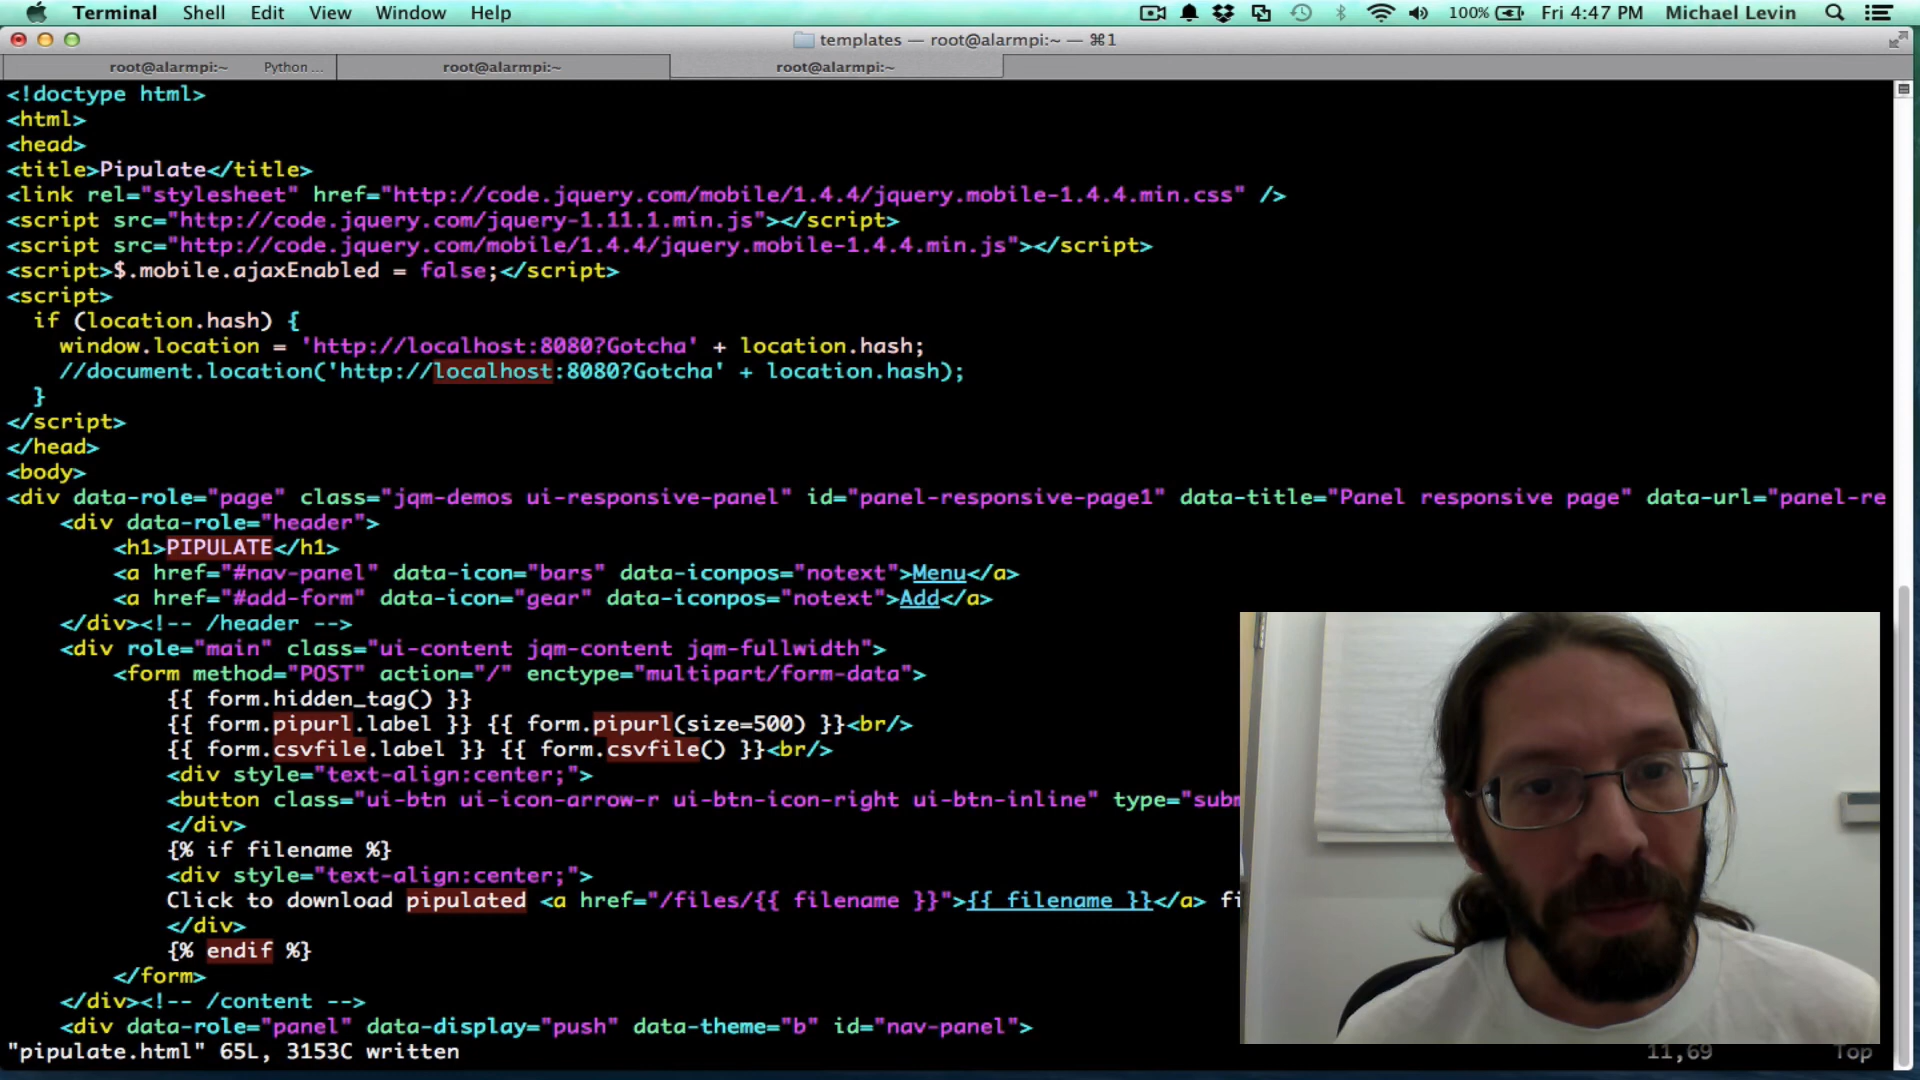 Terminal Shell Edit View Window Help 100% Fri 4:47 PM Michael Levin
templates — root@alarmpi:~ — ⌘1
root@alarmpi:~ Python ... root@alarmpi:~ root@alarmpi:~
<!doctype html>
<html>
<head>
<title>Pipulate</title>
<link rel="stylesheet" href="http://code.jquery.com/mobile/1.4.4/jquery.mobile-1.4.4.min.css" />
<script src="http://code.jquery.com/jquery-1.11.1.min.js"></script>
<script src="http://code.jquery.com/mobile/1.4.4/jquery.mobile-1.4.4.min.js"></script>
<script>$.mobile.ajaxEnabled = false;</script>
<script>
  if (location.hash) {
    window.location = 'http://localhost:8080?Gotcha' + location.hash;
    //document.location('http://localhost:8080?Gotcha' + location.hash);
  }
</script>
</head>
<body>
<div data-role="page" class="jqm-demos ui-responsive-panel" id="panel-responsive-page1" data-title="Panel responsive page" data-url="panel-re
    <div data-role="header">
        <h1>PIPULATE</h1>
        <a href="#nav-panel" data-icon="bars" data-iconpos="notext">Menu</a>
        <a href="#add-form" data-icon="gear" data-iconpos="notext">Add</a>
    </div><!-- /header -->
    <div role="main" class="ui-content jqm-content jqm-fullwidth">
        <form method="POST" action="/" enctype="multipart/form-data">
            {{ form.hidden_tag() }}
            {{ form.pipurl.label }} {{ form.pipurl(size=500) }}<br/>
            {{ form.csvfile.label }} {{ form.csvfile() }}<br/>
            <div style="text-align:center;">
            <button class="ui-btn ui-icon-arrow-r ui-btn-icon-right ui-btn-inline" type="subm
            </div>
            {% if filename %}
            <div style="text-align:center;">
            Click to download pipulated <a href="/files/{{ filename }}">{{ filename }}</a> fi
            </div>
            {% endif %}
        </form>
    </div><!-- /content -->
    <div data-role="panel" data-display="push" data-theme="b" id="nav-panel">
"pipulate.html" 65L, 3153C written 11,69 Top